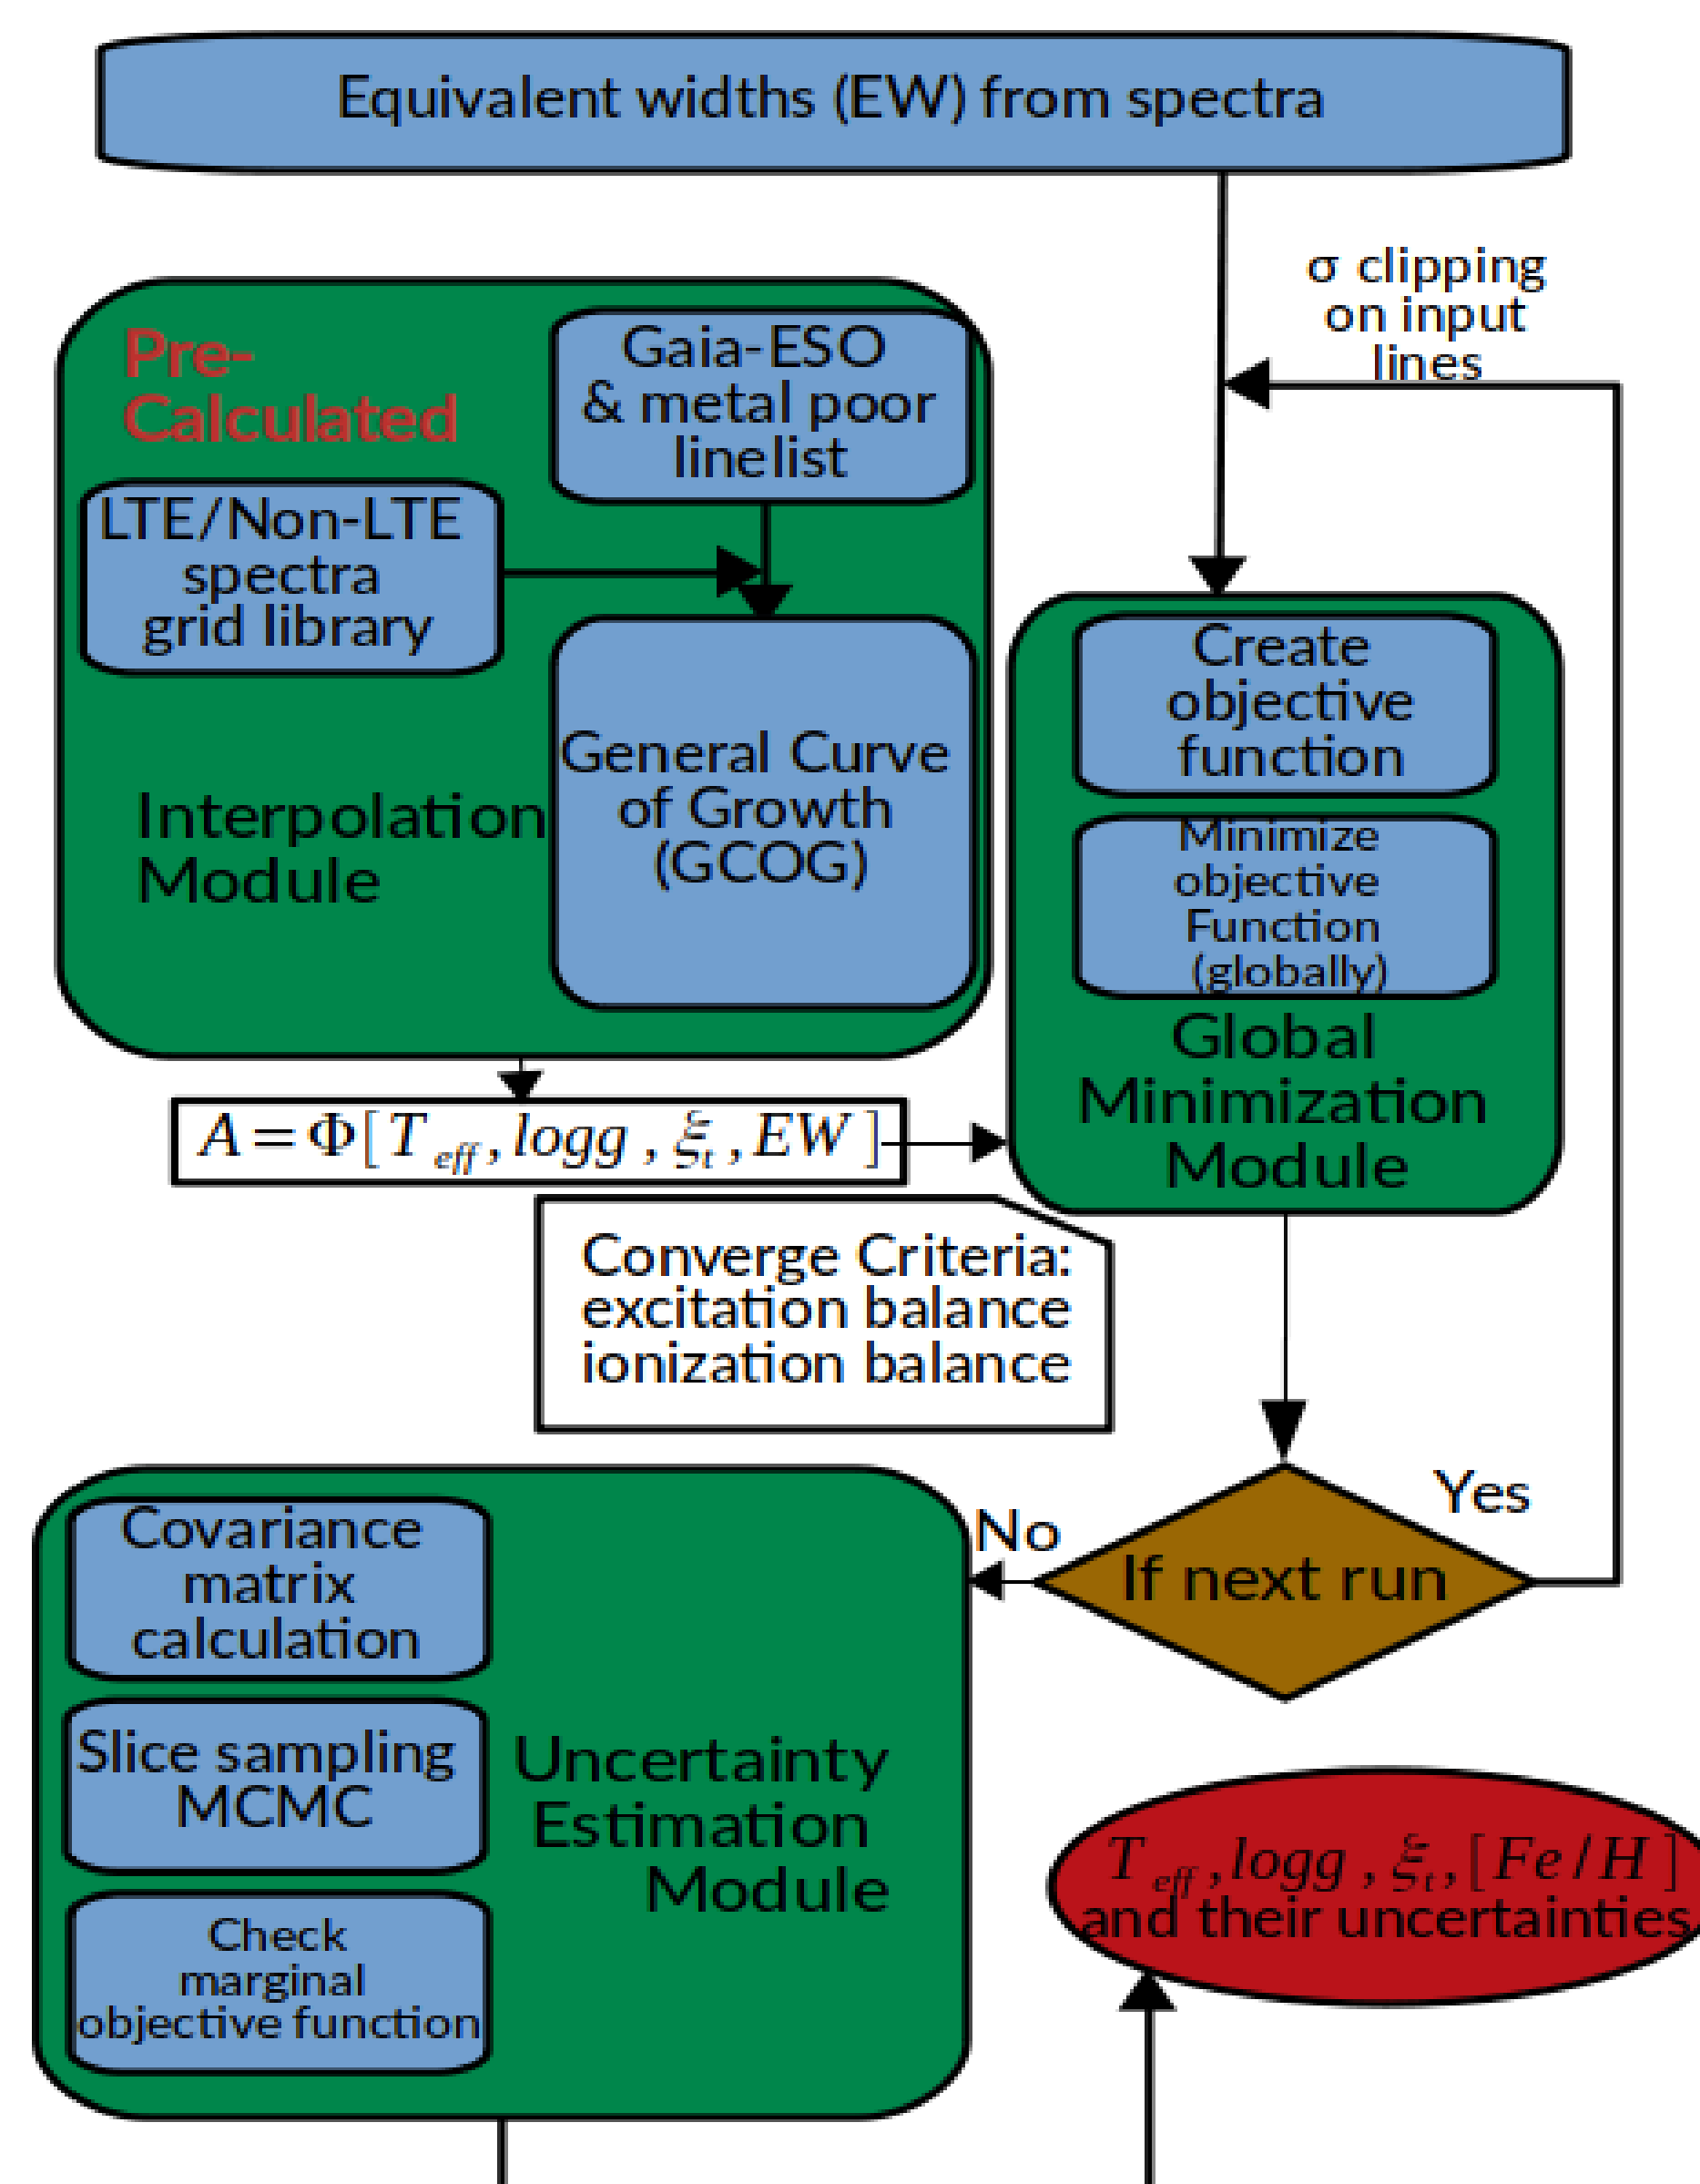 Equivalent widths (EW) from spectra
σ clipping
on input
lines
Pre-
Calculated
Gaia-ESO
& metal poor
linelist
LTE/Non-LTE
spectra
grid library
General Curve
of Growth
(GCOG)
Interpolation
Module
Create
objective
function
Minimize
objective
Function
(globally)
Global
Minimization
Module
A=Φ[T_eff, logg, ξ_t, EW]
Converge Criteria:
excitation balance
ionization balance
If next run
Yes
No
Covariance
matrix
calculation
Slice sampling
MCMC
Check
marginal
objective function
Uncertainty
Estimation
Module
T_eff, logg, ξ_t, [Fe/H]
and their uncertainties